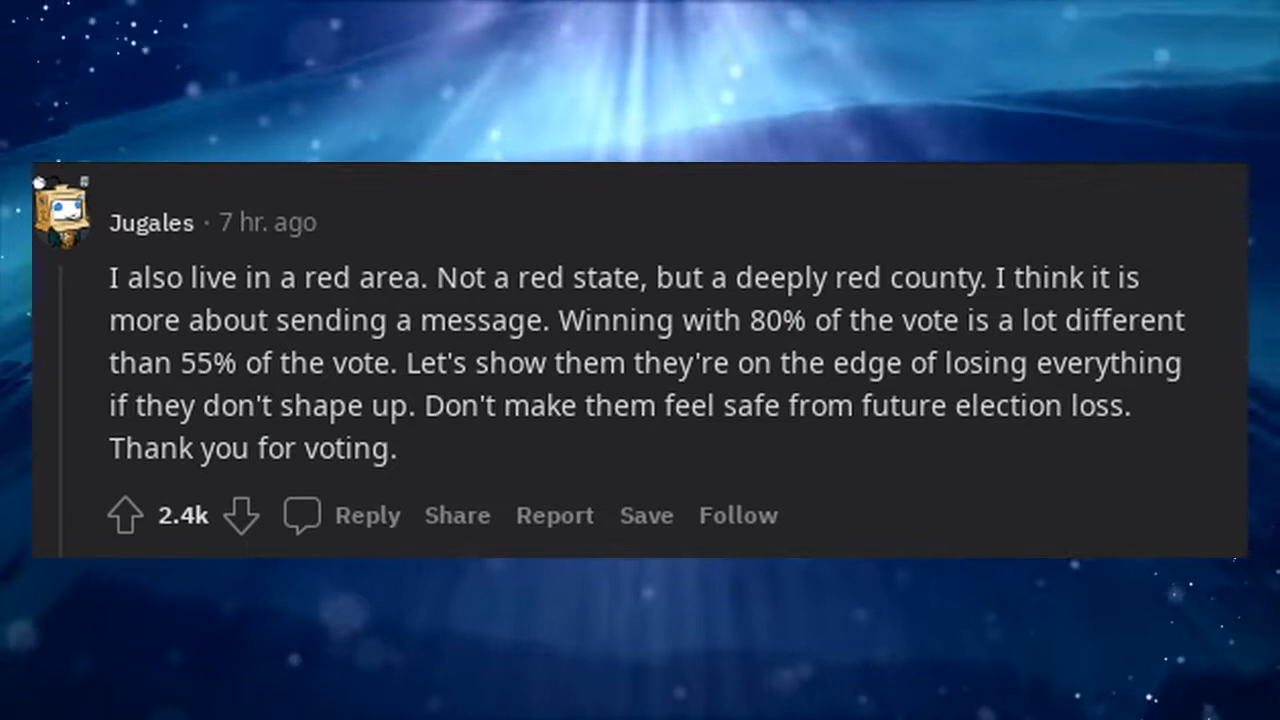 Jugales · 7 hr. ago
I also live in a red area. Not a red state, but a deeply red county. I think it is
more about sending a message. Winning with 80% of the vote is a lot different
than 55% of the vote. Let's show them they're on the edge of losing everything
if they don't shape up. Don't make them feel safe from future election loss.
Thank you for voting.
2.4k Reply Share Report Save Follow